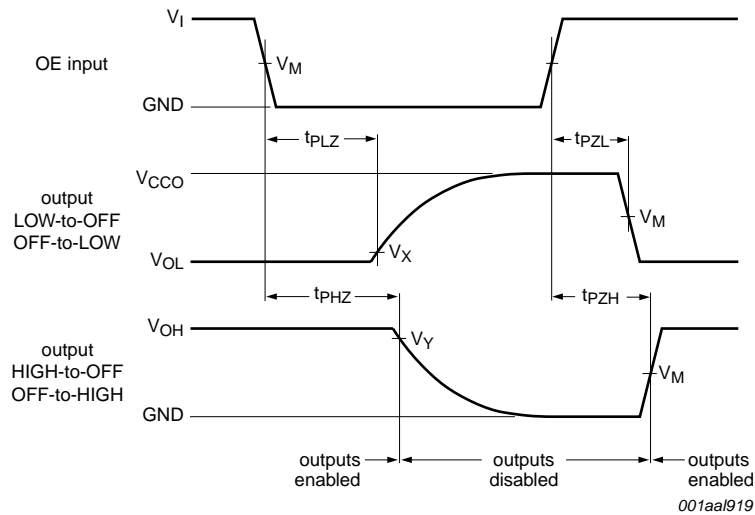 VI
OE input
VM
GND
tPLZ
tPZL
VCCO
output
LOW-to-OFF
OFF-to-LOW
VM
VX
VOL
tPHZ
tPZH
VOH
VY
output
HIGH-to-OFF
OFF-to-HIGH
VM
GND
outputs
enabled
outputs
disabled
outputs
enabled
001aal919